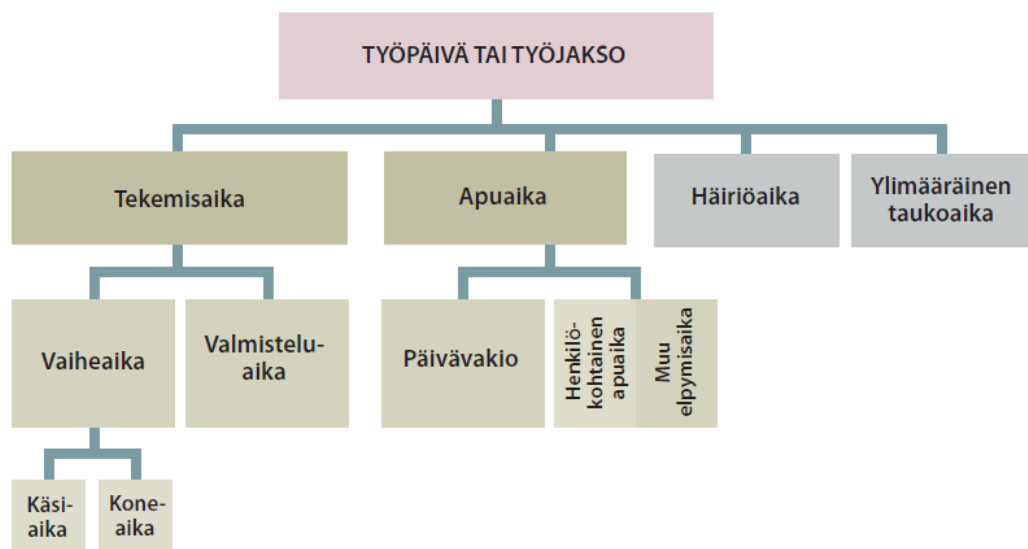 TYÖPÄIVÄ TAI TYÖJAKSO
Tekemisaika
Apuaika
Häiriöaika
Ylimääräinen
taukoaika
Vaiheaika
Valmistelu-
aika
Päivävakio
Henkilö-
kohtainen
apuaika
Muu
elpymisaika
Käsi-
aika
Kone-
aika